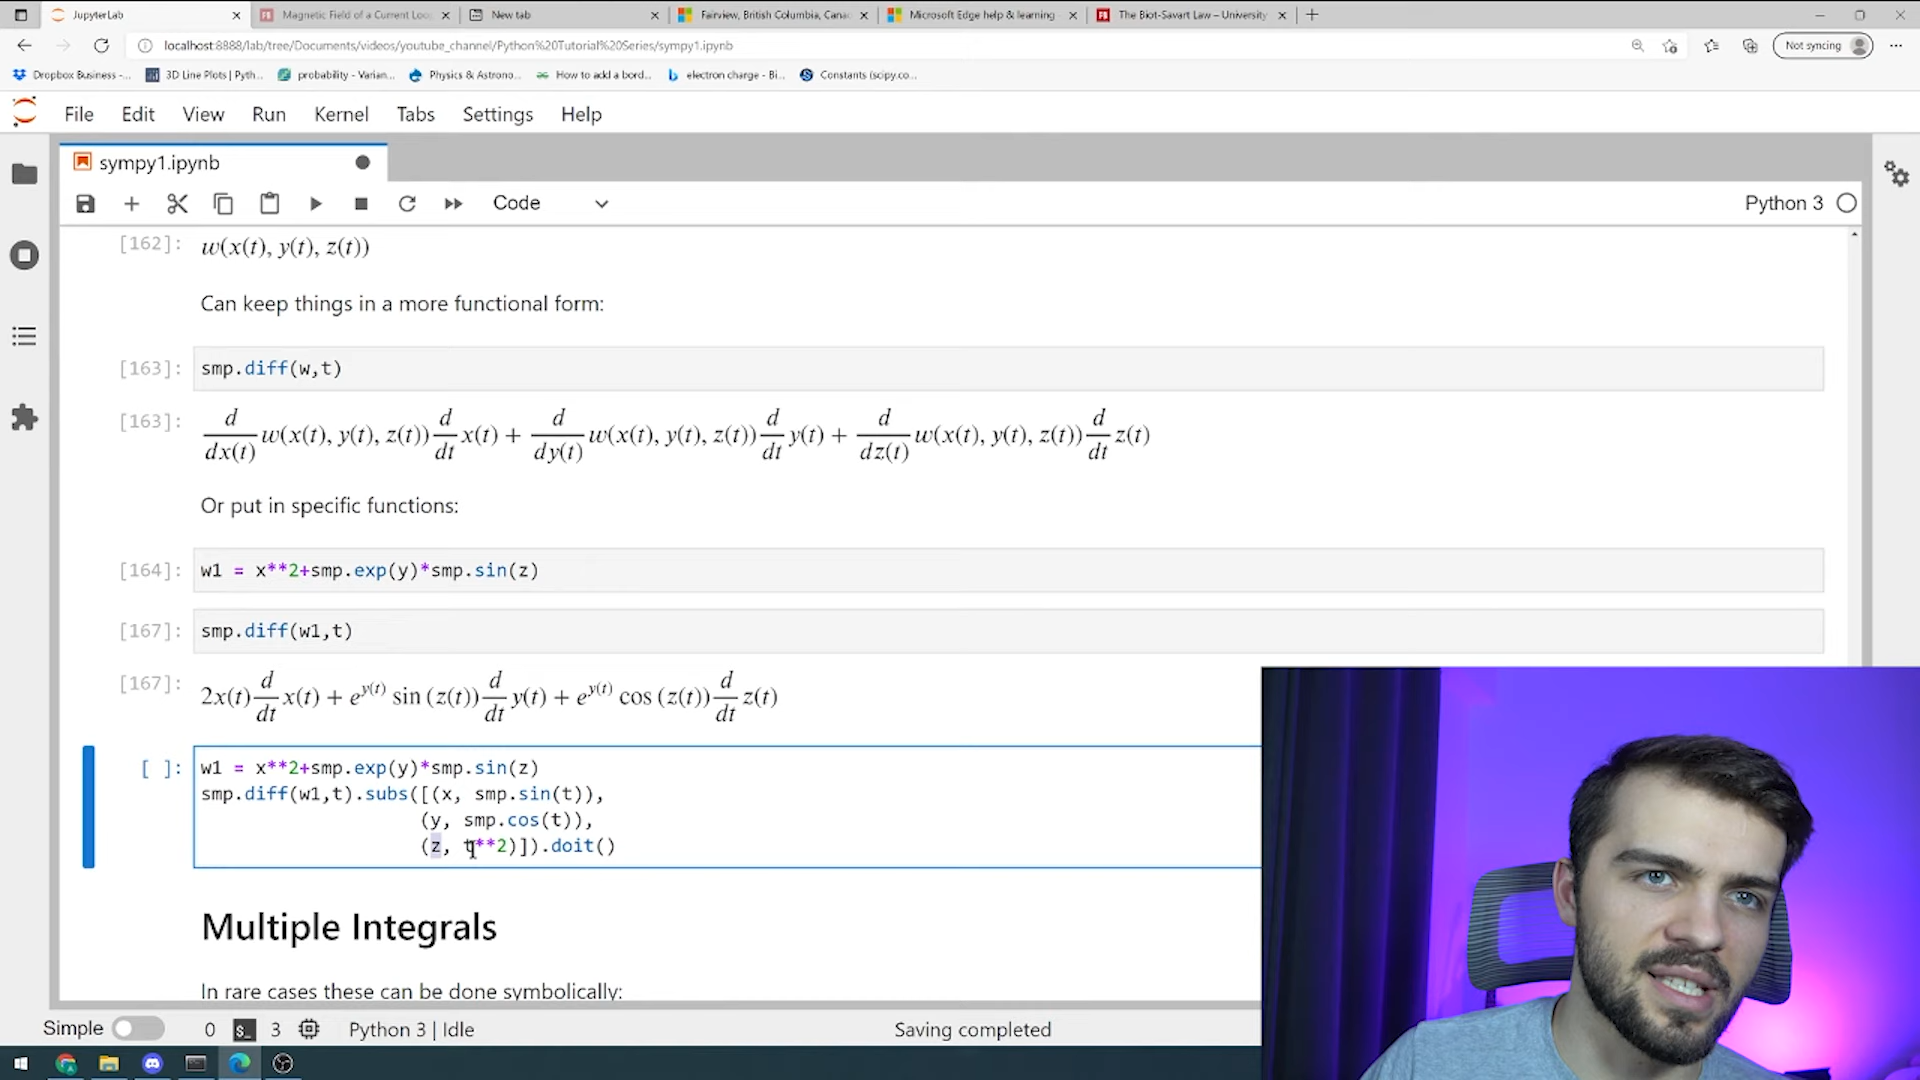 JupyterLab
Magnetic Field of a Current Loo
New tab
Fairview, British Columbia, Cana
Microsoft Edge help & learning
The Biot-Savart Law – University
localhost:8888/lab/tree/Documents/videos/youtube_channel/Python%20Tutorial%20Series/sympy1.ipynb
Not syncing
Dropbox Business -...
3D Line Plots | Pyth...
probability - Varian...
Physics & Astrono...
How to add a bord...
electron charge - Bi...
Constants (scipy.co...
File Edit View Run Kernel Tabs Settings Help
sympy1.ipynb
Code
Python 3
[162]: w(x(t), y(t), z(t))
Can keep things in a more functional form:
[163]: smp.diff(w,t)
[163]: d/dx(t) w(x(t), y(t), z(t)) d/dt x(t) + d/dy(t) w(x(t), y(t), z(t)) d/dt y(t) + d/dz(t) w(x(t), y(t), z(t)) d/dt z(t)
Or put in specific functions:
[164]: w1 = x**2+smp.exp(y)*smp.sin(z)
[167]: smp.diff(w1,t)
[167]: 2x(t) d/dt x(t) + e^y(t) sin (z(t)) d/dt y(t) + e^y(t) cos (z(t)) d/dt z(t)
[ ]: w1 = x**2+smp.exp(y)*smp.sin(z)
smp.diff(w1,t).subs([(x, smp.sin(t)),
(y, smp.cos(t)),
(z, t**2)]).doit()
Multiple Integrals
In rare cases these can be done symbolically:
Simple 0 $_ 3 Python 3 | Idle Saving completed